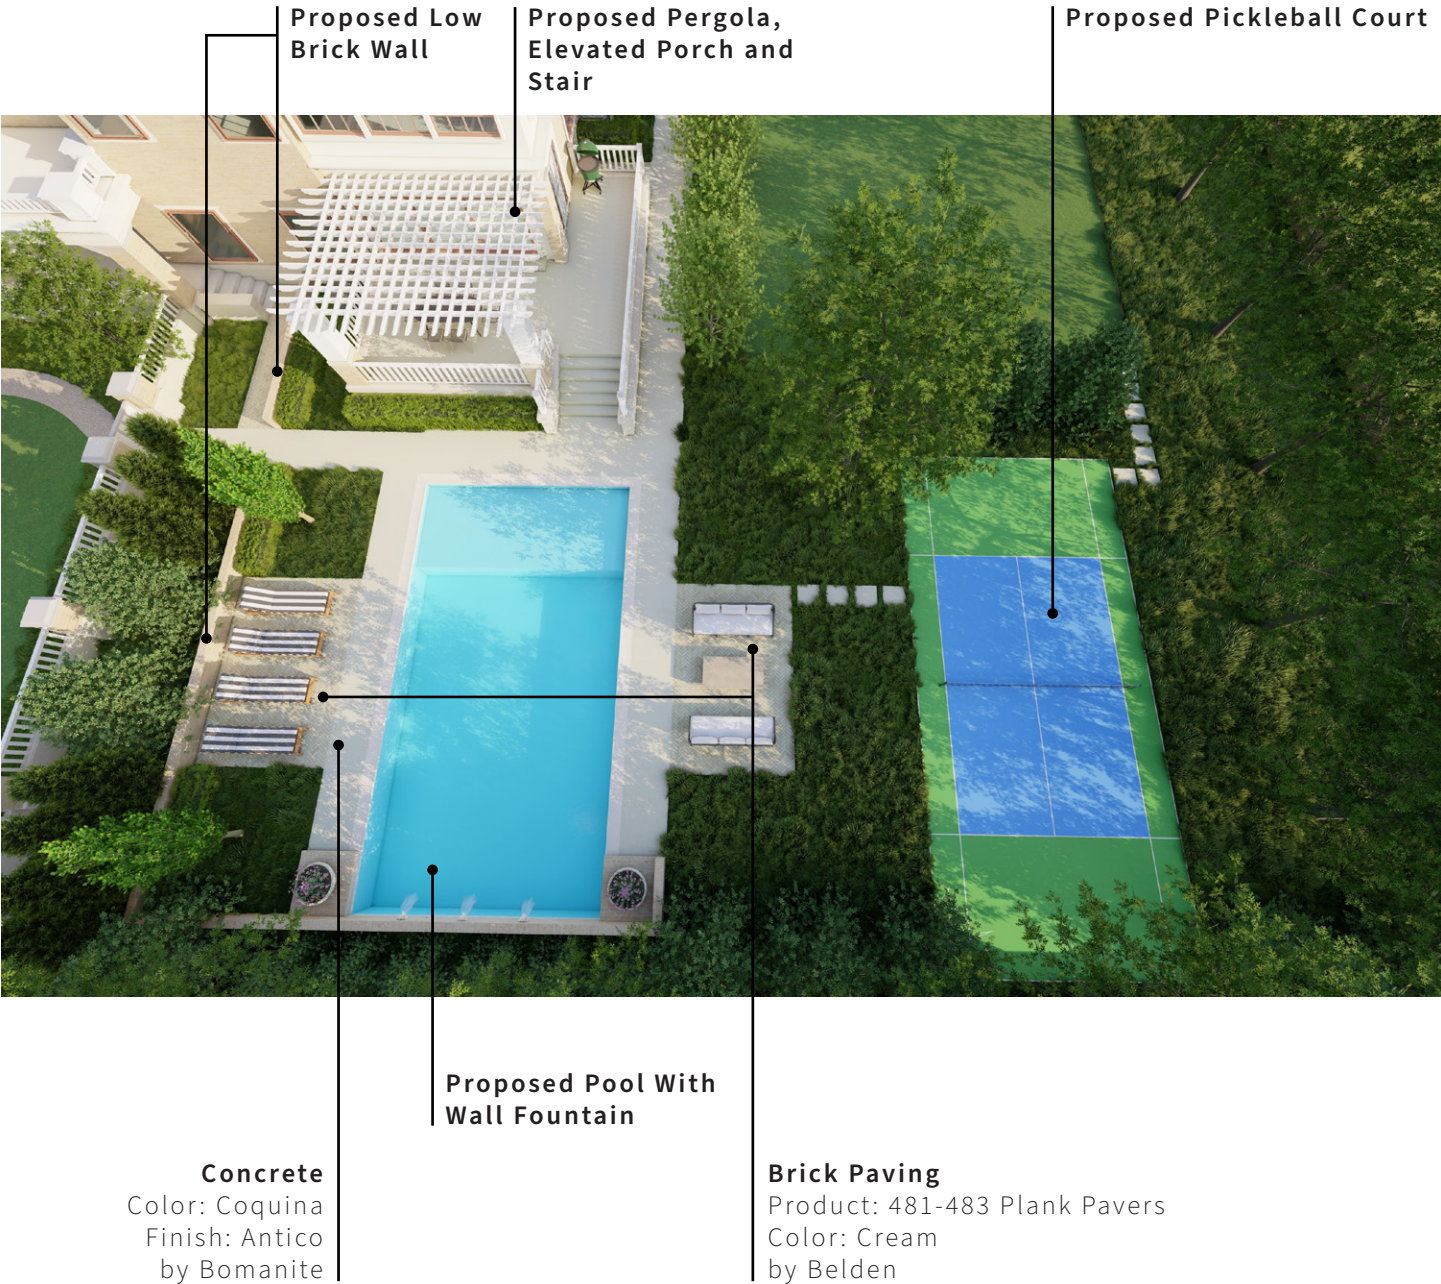 Proposed Low
Brick Wall
Proposed Pergola,
Elevated Porch and
Stair
Proposed Pickleball Court
Proposed Pool With
Wall Fountain
Concrete
Color: Coquina
Finish: Antico
by Bomanite
Brick Paving
Product: 481-483 Plank Pavers
Color: Cream
by Belden